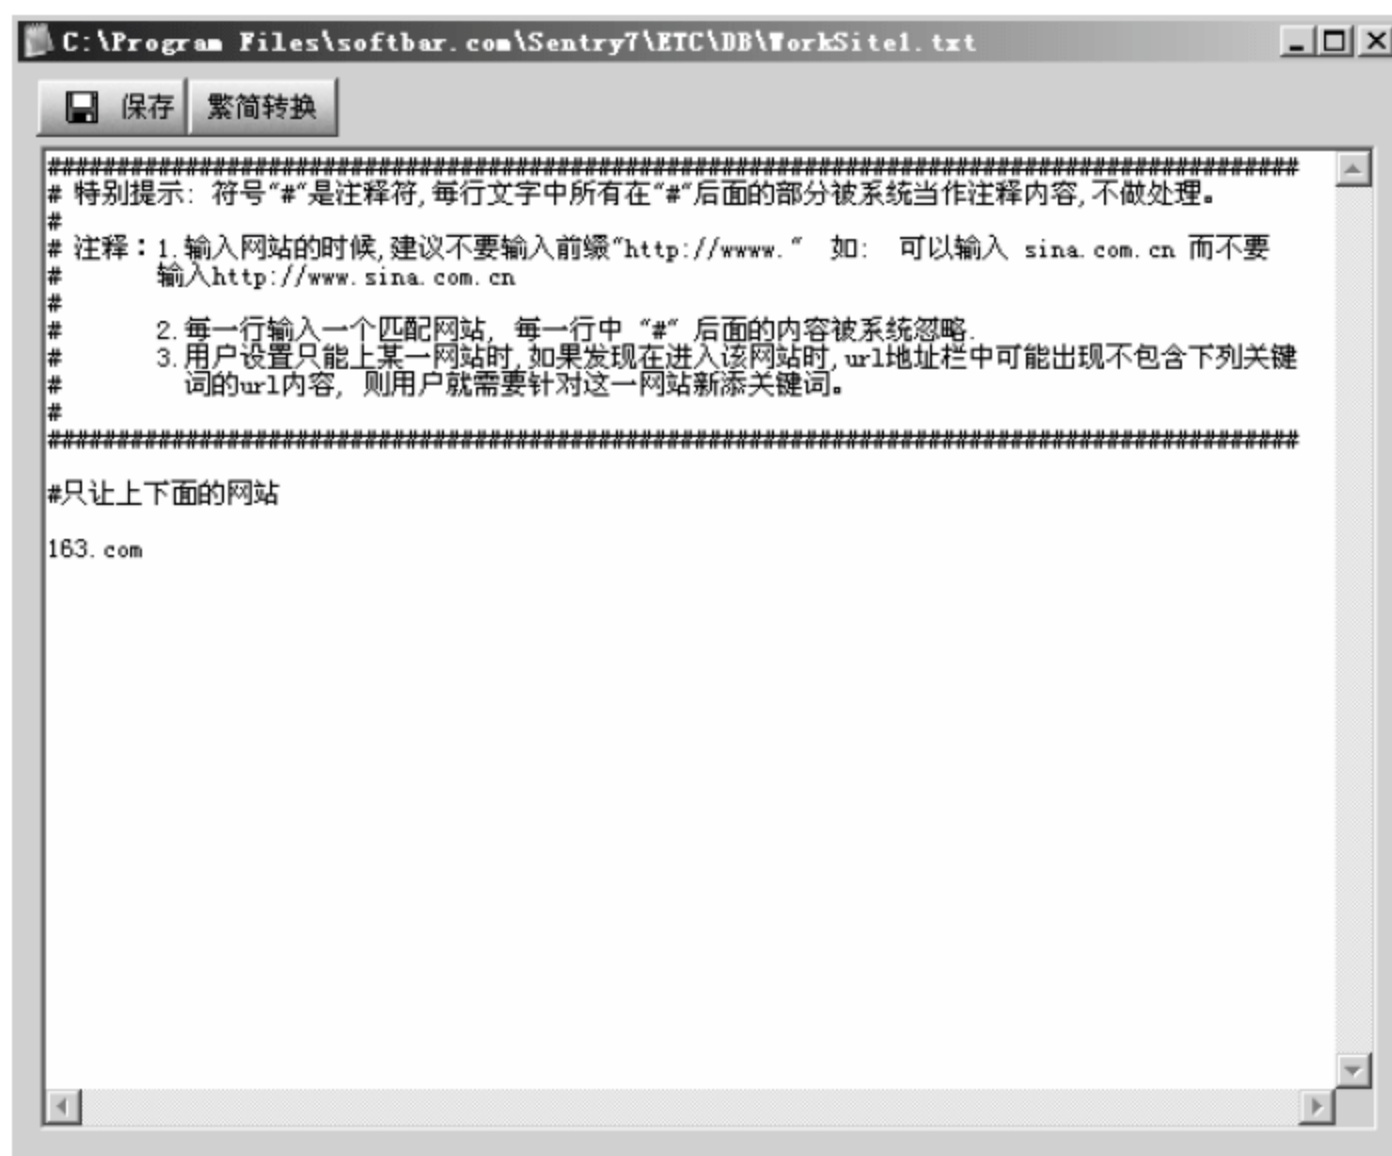 C:\Program Files\softbar.com\Sentry7\ETC\DB\WorkSite1.txt
保存 繁简转换
###########################################################################################
# 特别提示: 符号"#"是注释符,每行文字中所有在"#"后面的部分被系统当作注释内容,不做处理。
#
# 注释：1.输入网站的时候,建议不要输入前缀"http://wwww." 如: 可以输入 sina.com.cn 而不要
# 输入http://www.sina.com.cn
#
# 2.每一行输入一个匹配网站, 每一行中 "#" 后面的内容被系统忽略.
# 3.用户设置只能上某一网站时,如果发现在进入该网站时,url地址栏中可能出现不包含下列关键
# 词的url内容, 则用户就需要针对这一网站新添关键词。
#
###########################################################################################
#只让上下面的网站
163.com